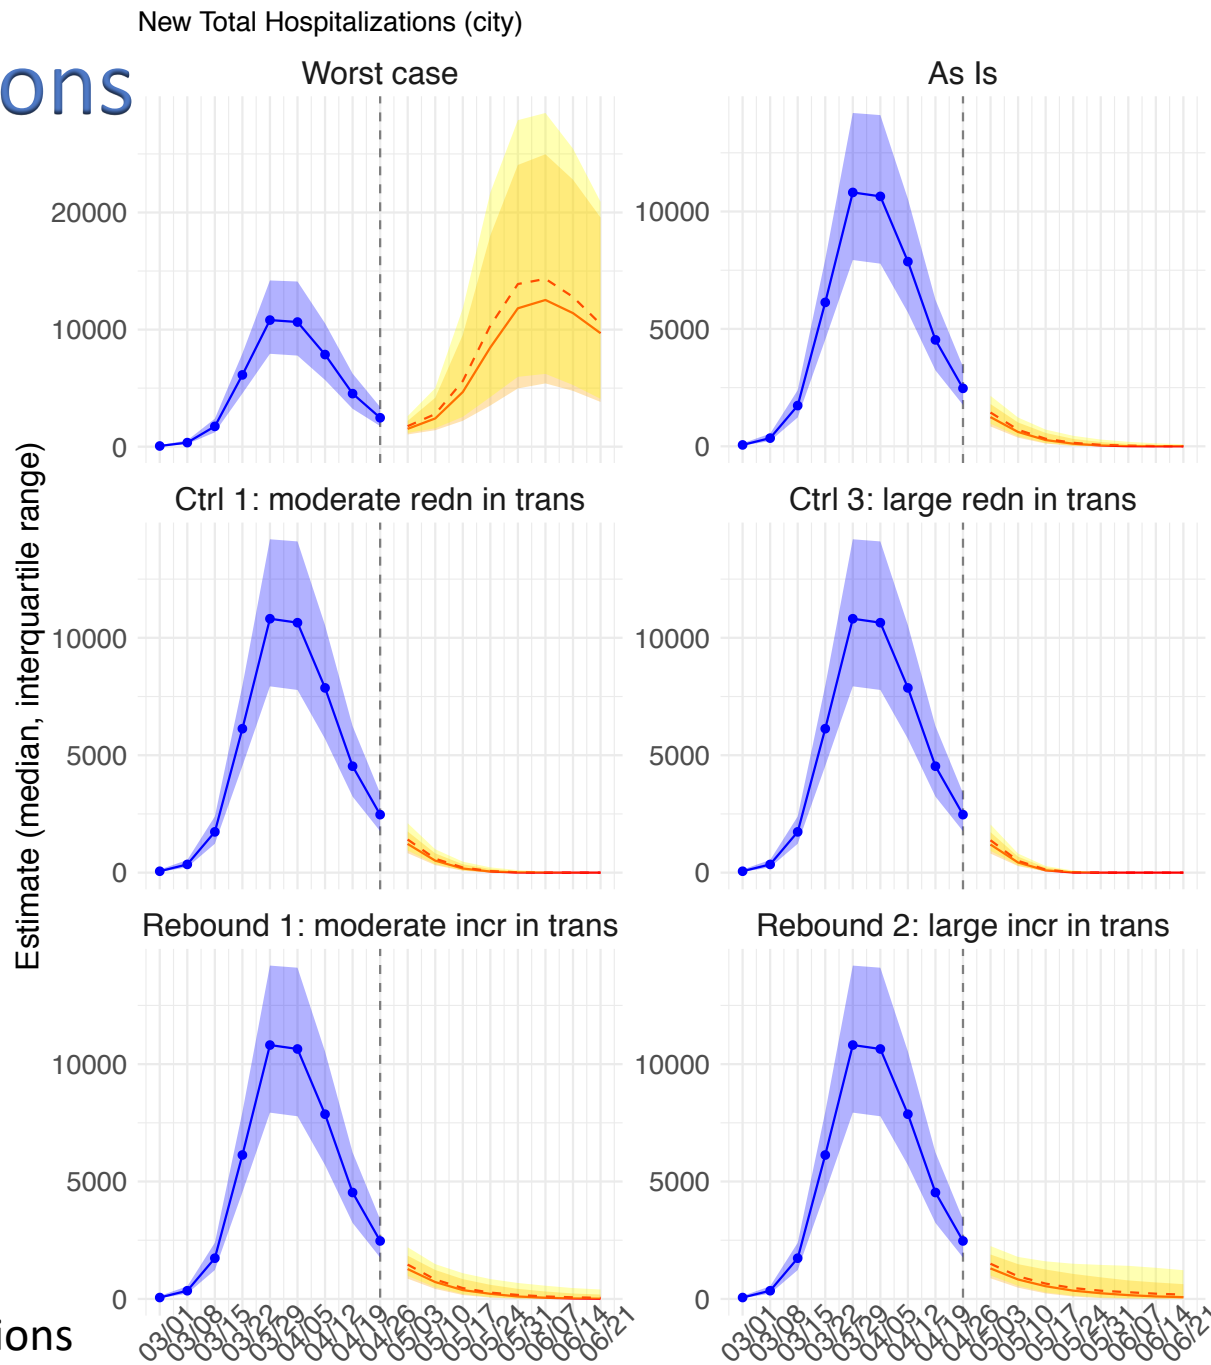 New Total Hospitalizations (city)
ons
Worst case
As Is
20000
10000
0
10000
5000
0
Ctrl 1: moderate redn in trans
Ctrl 3: large redn in trans
10000
5000
0
10000
5000
0
Estimate (median, interquartile range)
Rebound 1: moderate incr in trans
Rebound 2: large incr in trans
10000
5000
0
10000
5000
0
03/01 03/08 03/15 03/22 03/29 04/05 04/12 04/19 04/26 05/03 05/10 05/17 05/24 05/31 06/07 06/14 06/21
03/01 03/08 03/15 03/22 03/29 04/05 04/12 04/19 04/26 05/03 05/10 05/17 05/24 05/31 06/07 06/14 06/21
ions